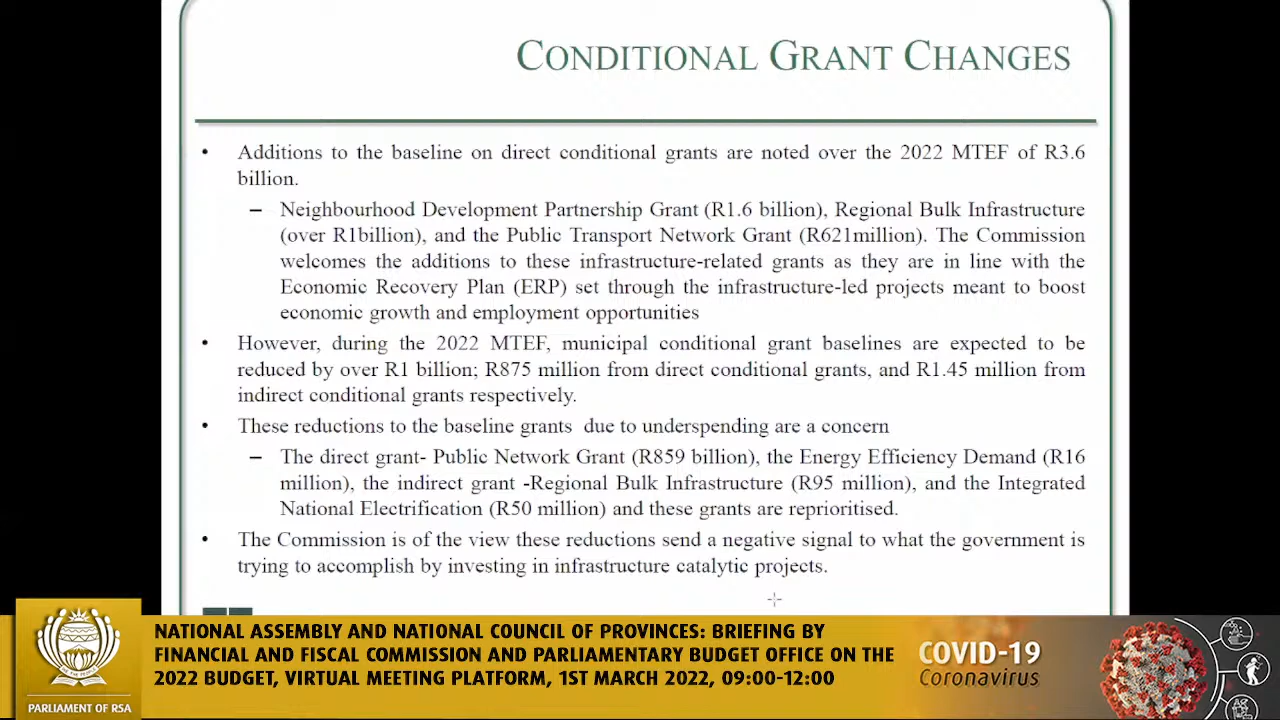 CONDITIONAL GRANT CHANGES
• Additions to the baseline on direct conditional grants are noted over the 2022 MTEF of R3.6
billion.
– Neighbourhood Development Partnership Grant (R1.6 billion), Regional Bulk Infrastructure
(over R1billion), and the Public Transport Network Grant (R621million). The Commission
welcomes the additions to these infrastructure-related grants as they are in line with the
Economic Recovery Plan (ERP) set through the infrastructure-led projects meant to boost
economic growth and employment opportunities
• However, during the 2022 MTEF, municipal conditional grant baselines are expected to be
reduced by over R1 billion; R875 million from direct conditional grants, and R1.45 million from
indirect conditional grants respectively.
• These reductions to the baseline grants due to underspending are a concern
– The direct grant- Public Network Grant (R859 billion), the Energy Efficiency Demand (R16
million), the indirect grant -Regional Bulk Infrastructure (R95 million), and the Integrated
National Electrification (R50 million) and these grants are reprioritised.
• The Commission is of the view these reductions send a negative signal to what the government is
trying to accomplish by investing in infrastructure catalytic projects.
NATIONAL ASSEMBLY AND NATIONAL COUNCIL OF PROVINCES: BRIEFING BY
FINANCIAL AND FISCAL COMMISSION AND PARLIAMENTARY BUDGET OFFICE ON THE
2022 BUDGET, VIRTUAL MEETING PLATFORM, 1ST MARCH 2022, 09:00-12:00
PARLIAMENT OF RSA
COVID-19
Coronavirus